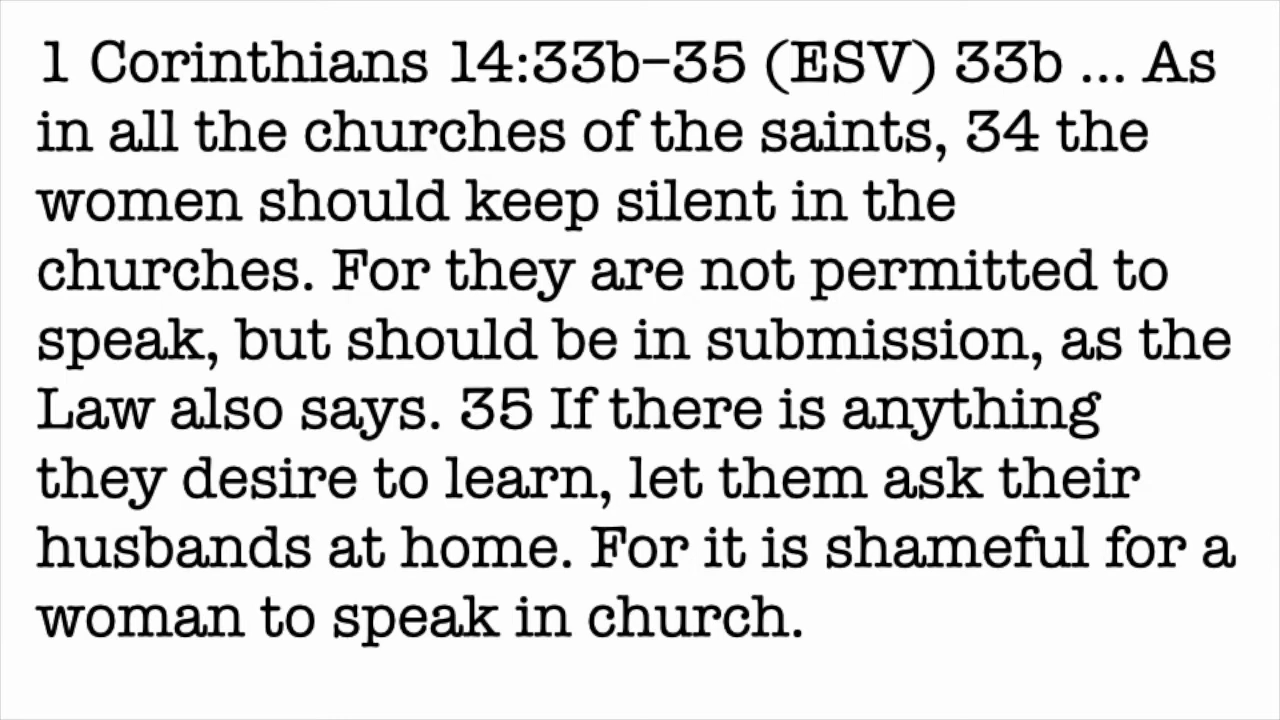 1 Corinthians 14:33b–35 (ESV) 33b ... As
in all the churches of the saints, 34 the
women should keep silent in the
churches. For they are not permitted to
speak, but should be in submission, as the
Law also says. 35 If there is anything
they desire to learn, let them ask their
husbands at home. For it is shameful for a
woman to speak in church.